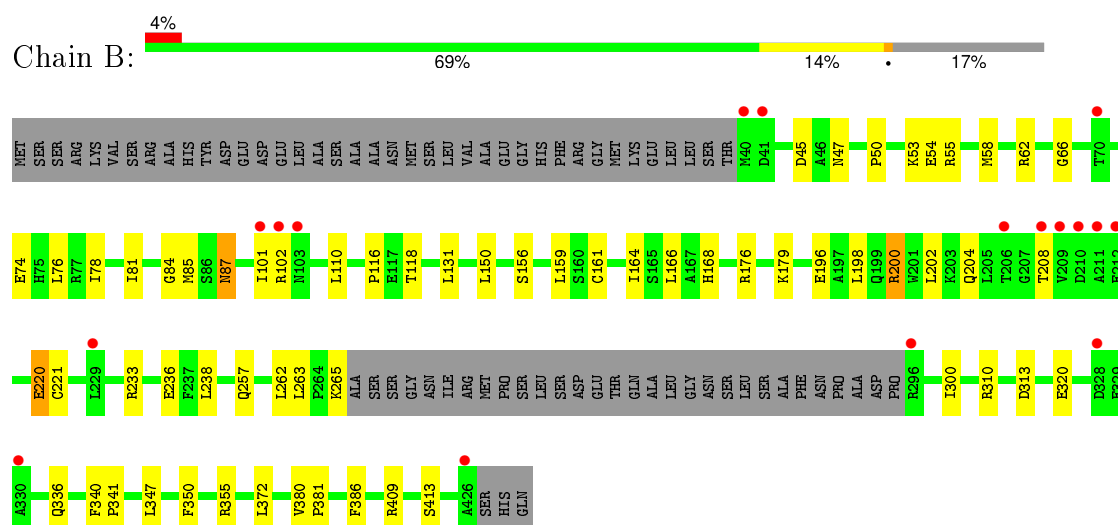 4%
Chain B:
69% 14% • 17%
MET SER SER ARG LYS VAL SER ARG ALA HIS TYR ASP GLU ASP GLU LEU ALA SER ALA ALA ASN MET SER LEU VAL ALA GLU GLY HIS PHE ARG GLY MET LYS GLU LEU LEU SER THR M40 D41 D45 A46 N47 P50 K53 E54 R55 M58 R62 G66 T70
E74 H75 L76 R77 I78 I81 G84 M85 S86 N87 I101 R102 N103 L110 P116 E117 T118 L131 L150 S156 L159 S160 C161 I164 S165 L166 A167 H168 R176 K179 E196 A197 L198 Q199 R200 W201 L202 K203 Q204 L205 T206 G207 T208 V209 D210 A211
E220 C221 L229 R233 E236 F237 L238 Q257 L262 L263 P264 K265 ALA SER SER GLY ASN ILE ARG MET PRO SER LEU SER ASP GLU THR GLN ALA LEU GLY ASN SER LEU SER ALA PHE ASN PRO ALA ASP PRO R296 I300 R310 D313 E320 D328
A330 Q336 F340 P341 L347 F350 R355 L372 V380 P381 F386 R409 S413 A426 SER HIS GLN